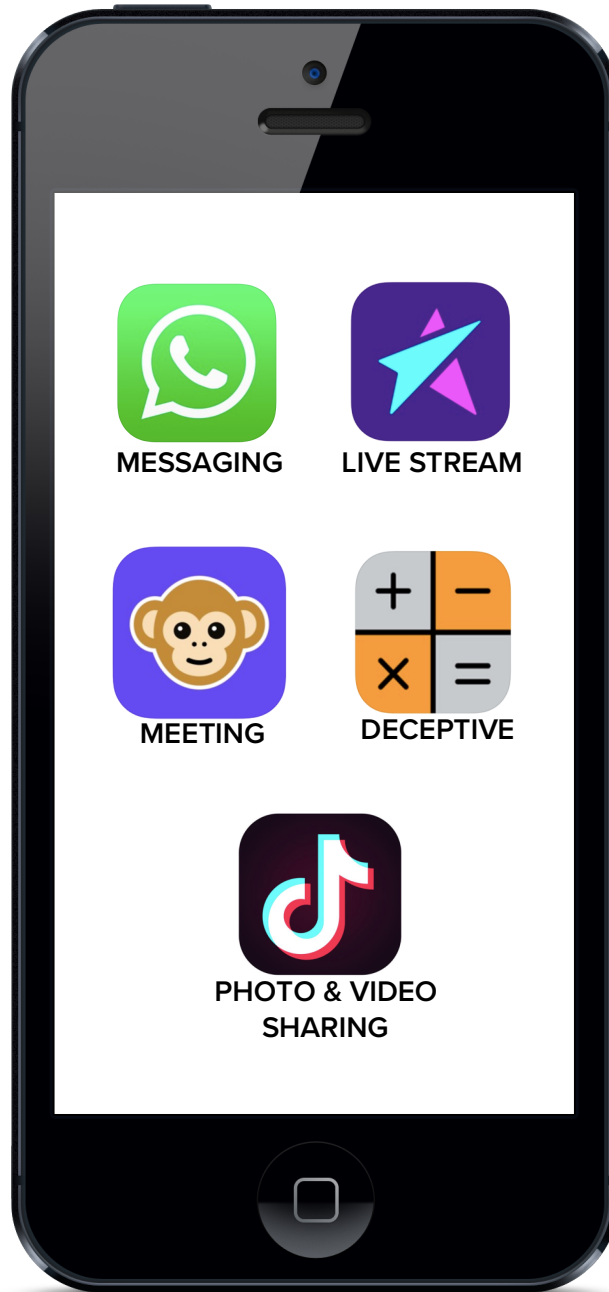 MESSAGING
LIVE STREAM
MEETING
DECEPTIVE
PHOTO & VIDEO
SHARING